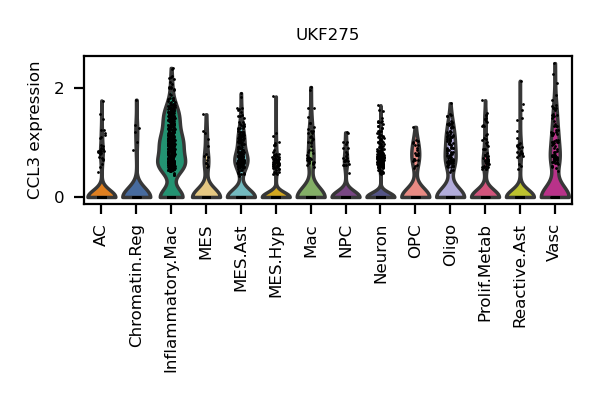 UKF275
CCL3 expression
2
0
AC
Chromatin.Reg
Inflammatory.Mac
MES
MES.Ast
MES.Hyp
Mac
NPC
Neuron
OPC
Oligo
Prolif.Metab
Reactive.Ast
Vasc